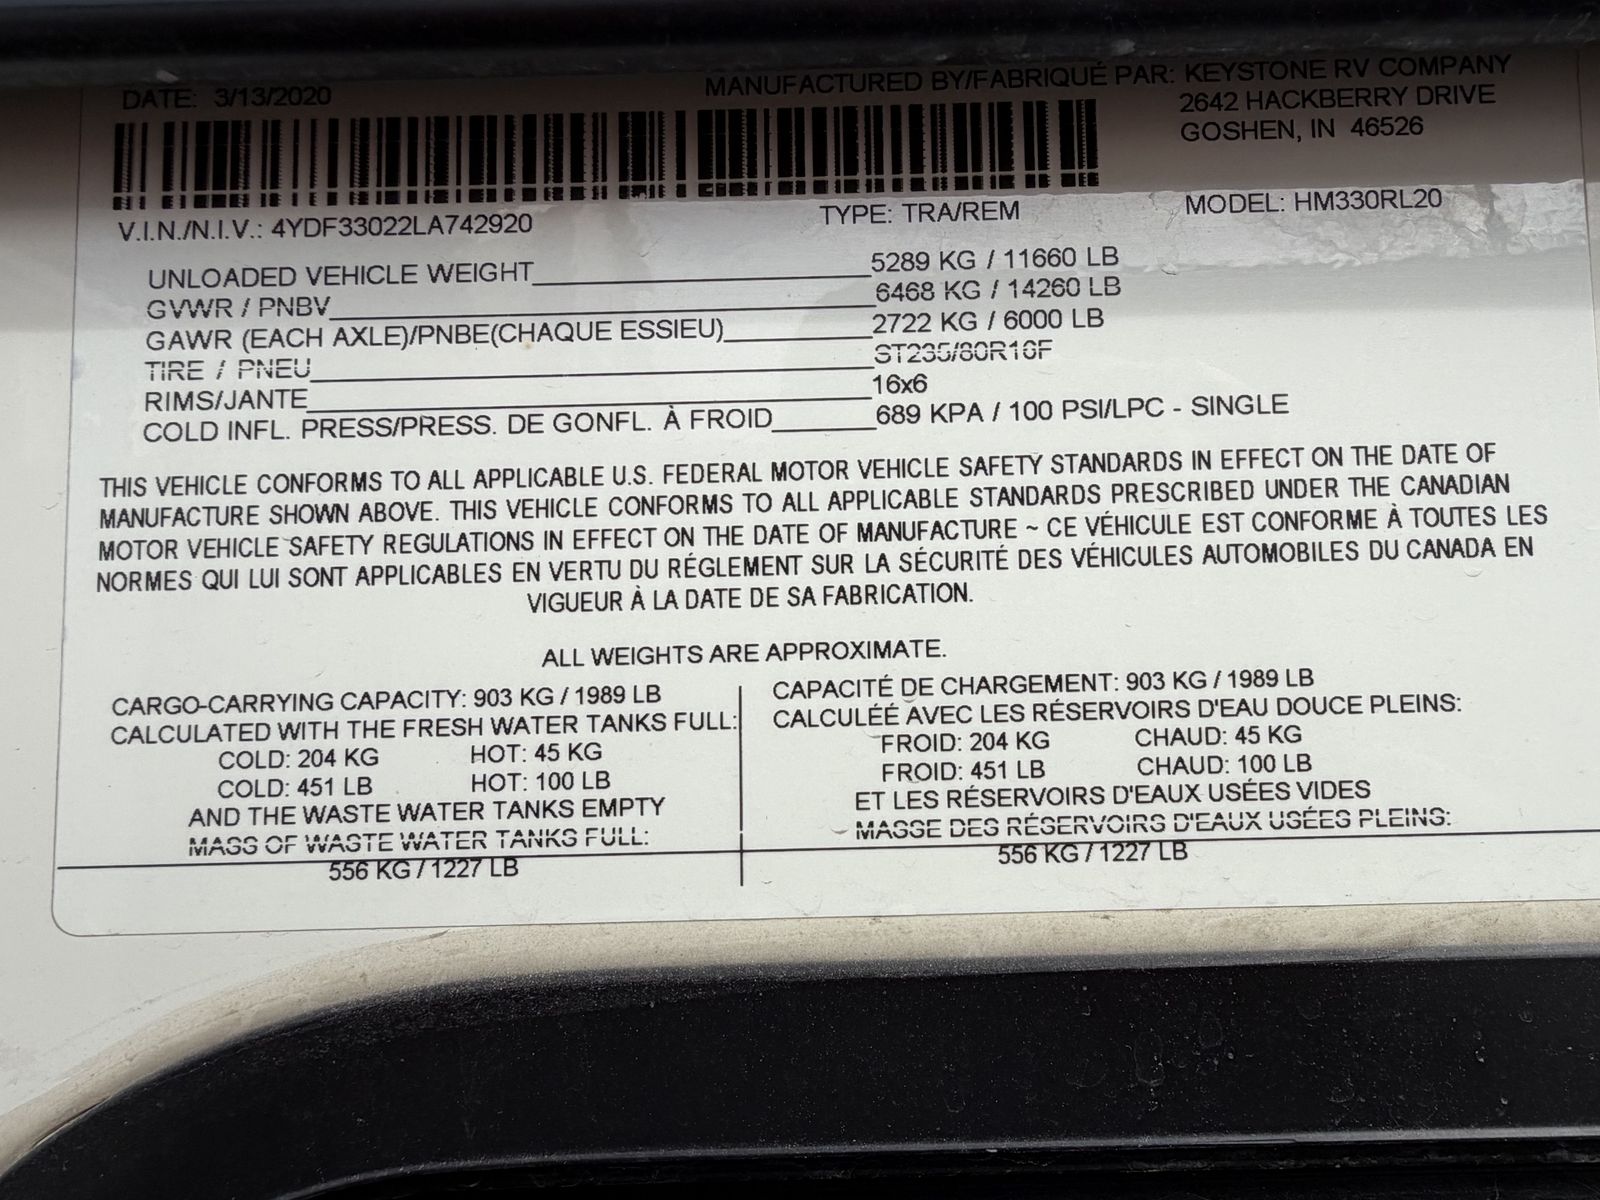 DATE: 3/13/2020
MANUFACTURED BY/FABRIQUÉ PAR: KEYSTONE RV COMPANY
2642 HACKBERRY DRIVE
GOSHEN, IN 46526
V.I.N./N.I.V.: 4YDF33022LA742920
TYPE: TRA/REM
MODEL: HM330RL20
UNLOADED VEHICLE WEIGHT 5289 KG / 11660 LB
GVWR / PNBV 6468 KG / 14260 LB
GAWR (EACH AXLE)/PNBE(CHAQUE ESSIEU) 2722 KG / 6000 LB
TIRE / PNEU ST235/80R16F
RIMS/JANTE 16x6
COLD INFL. PRESS/PRESS. DE GONFL. À FROID 689 KPA / 100 PSI/LPC - SINGLE
THIS VEHICLE CONFORMS TO ALL APPLICABLE U.S. FEDERAL MOTOR VEHICLE SAFETY STANDARDS IN EFFECT ON THE DATE OF
MANUFACTURE SHOWN ABOVE. THIS VEHICLE CONFORMS TO ALL APPLICABLE STANDARDS PRESCRIBED UNDER THE CANADIAN
MOTOR VEHICLE SAFETY REGULATIONS IN EFFECT ON THE DATE OF MANUFACTURE ~ CE VÉHICULE EST CONFORME À TOUTES LES
NORMES QUI LUI SONT APPLICABLES EN VERTU DU RÉGLEMENT SUR LA SÉCURITÉ DES VÉHICULES AUTOMOBILES DU CANADA EN
VIGUEUR À LA DATE DE SA FABRICATION.
ALL WEIGHTS ARE APPROXIMATE.
CARGO-CARRYING CAPACITY: 903 KG / 1989 LB
CALCULATED WITH THE FRESH WATER TANKS FULL:
COLD: 204 KG HOT: 45 KG
COLD: 451 LB HOT: 100 LB
AND THE WASTE WATER TANKS EMPTY
MASS OF WASTE WATER TANKS FULL:
556 KG / 1227 LB
CAPACITÉ DE CHARGEMENT: 903 KG / 1989 LB
CALCULÉÉ AVEC LES RÉSERVOIRS D'EAU DOUCE PLEINS:
FROID: 204 KG CHAUD: 45 KG
FROID: 451 LB CHAUD: 100 LB
ET LES RÉSERVOIRS D'EAUX USÉES VIDES
MASSE DES RÉSERVOIRS D'EAUX USÉES PLEINS:
556 KG / 1227 LB